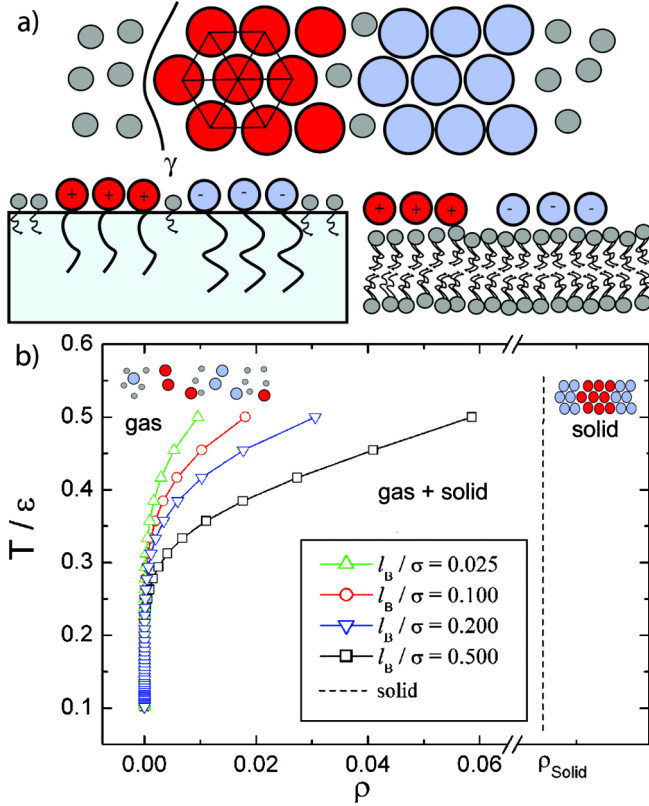 a)
γ
+ + + - - -
+ + + - - -
b)
0.6
0.5
0.4
0.3
0.2
0.1
T / ε
gas
solid
gas + solid
l_B / σ = 0.025
l_B / σ = 0.100
l_B / σ = 0.200
l_B / σ = 0.500
solid
0.00 0.02 0.04 0.06 ρ_Solid
ρ